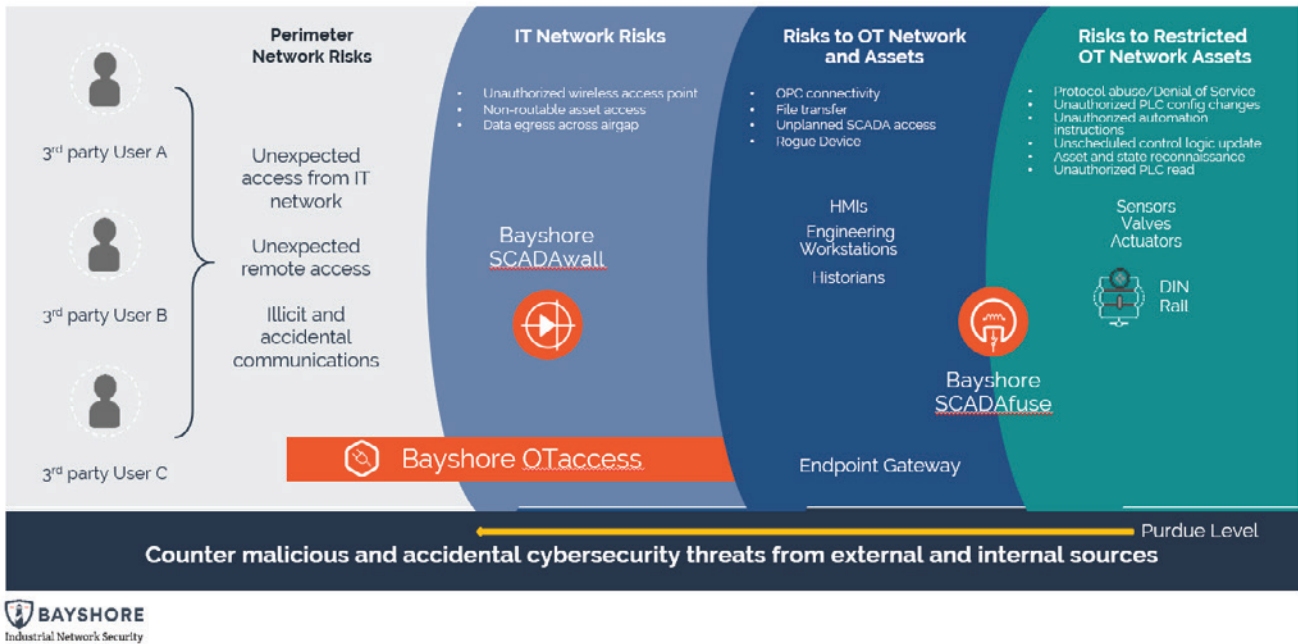 Perimeter
Network Risks
3rd party User A
3rd party User B
3rd party User C
Unexpected
access from IT
network
Unexpected
remote access
Illicit and
accidental
communications
IT Network Risks
• Unauthorized wireless access point
• Non-routable asset access
• Data egress across airgap
Bayshore
SCADAwall
Bayshore OTaccess
Risks to OT Network
and Assets
• OPC connectivity
• File transfer
• Unplanned SCADA access
• Rogue Device
HMIs
Engineering
Workstations
Historians
Bayshore
SCADAfuse
Endpoint Gateway
Risks to Restricted
OT Network Assets
• Protocol abuse/Denial of Service
• Unauthorized PLC config changes
• Unauthorized automation
instructions
• Unscheduled control logic update
• Asset and state reconnaissance
• Unauthorized PLC read
Sensors
Valves
Actuators
DIN
Rail
Purdue Level
Counter malicious and accidental cybersecurity threats from external and internal sources
BAYSHORE
Industrial Network Security